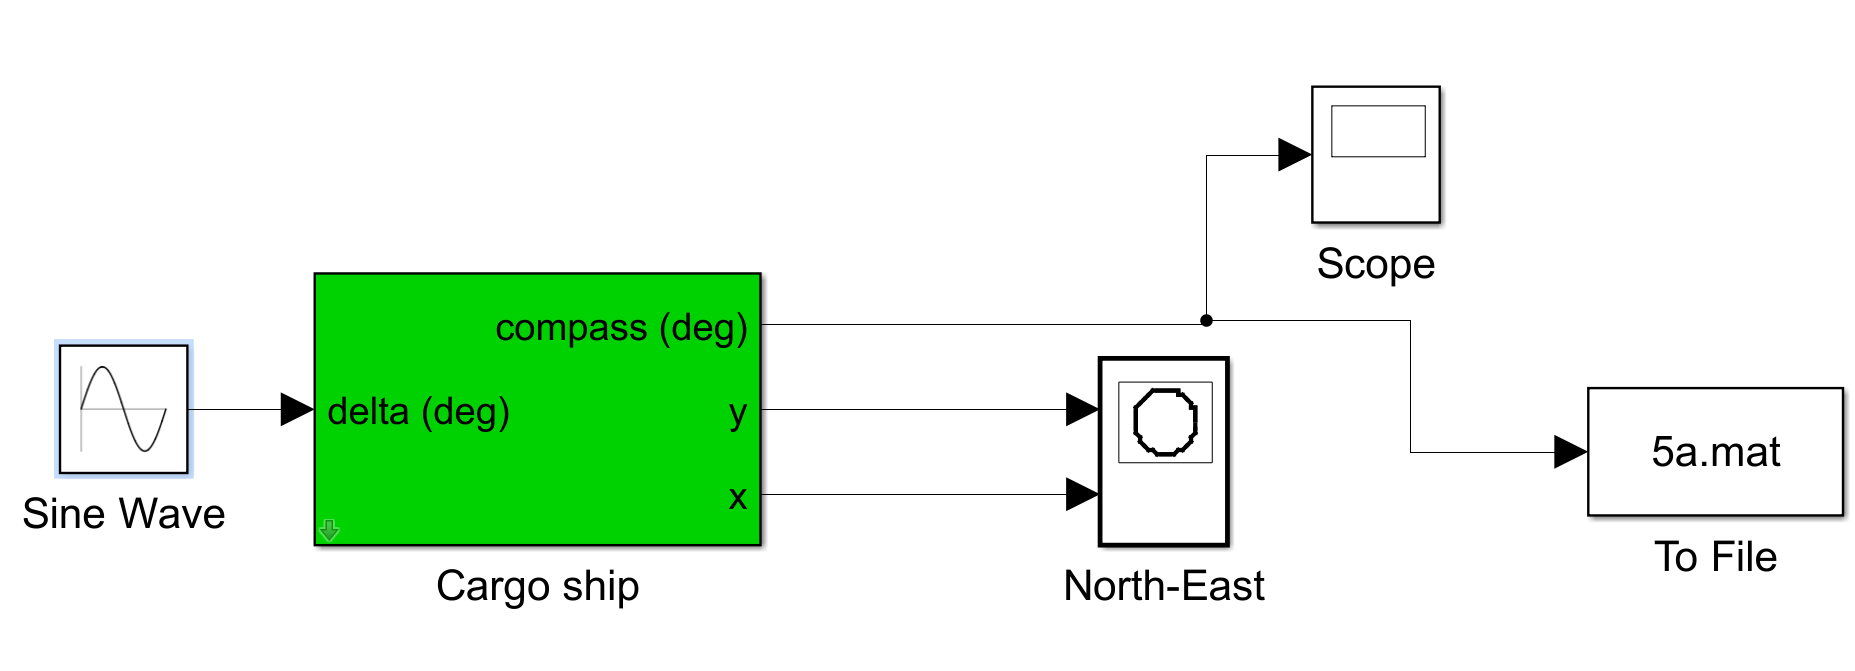 Scope
compass (deg)
delta (deg)
y
x
5a.mat
Sine Wave
Cargo ship
North-East
To File